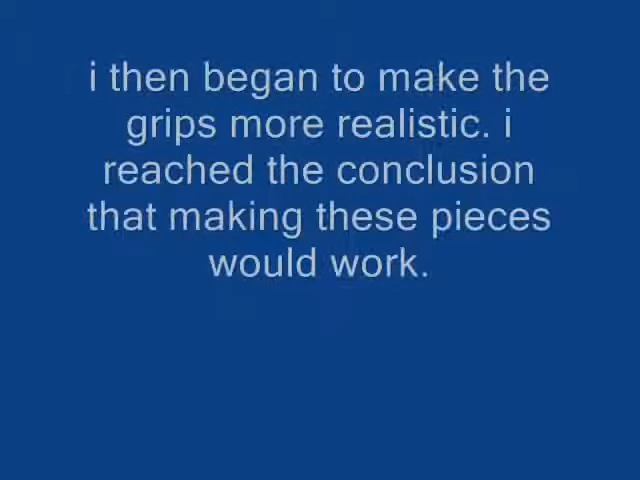 i then began to make the
grips more realistic. i
reached the conclusion
that making these pieces
would work.